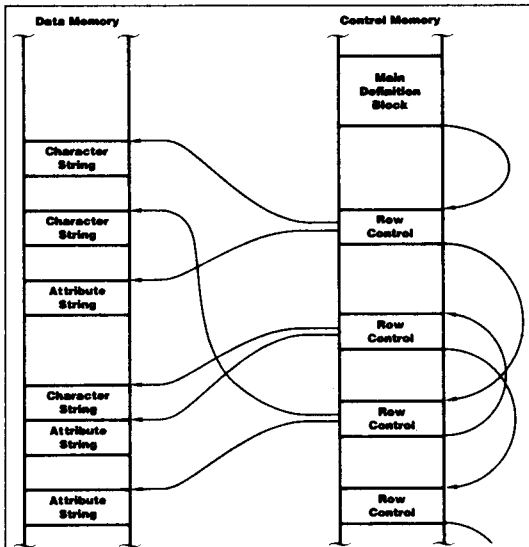 Data Memory
Control Memory
Main
Definition
Block
Character
String
Character
String
Attribute
String
Character
String
Attribute
String
Attribute
String
Row
Control
Row
Control
Row
Control
Row
Control